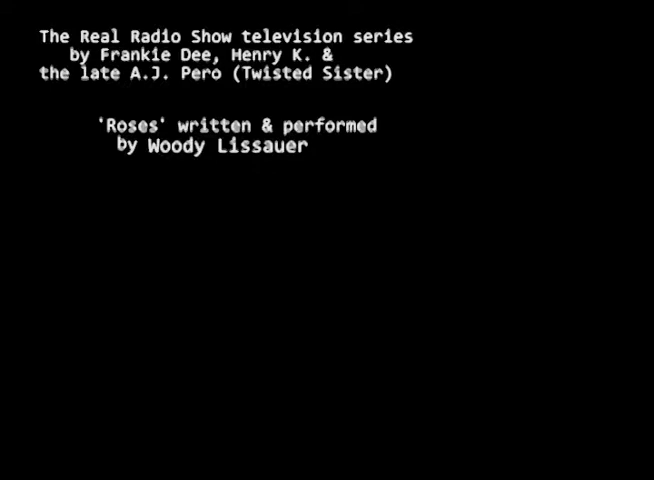 The Real Radio Show television series
by Frankie Dee, Henry K. &
the late A.J. Pero (Twisted Sister)
'Roses' written & performed
by Woody Lissauer